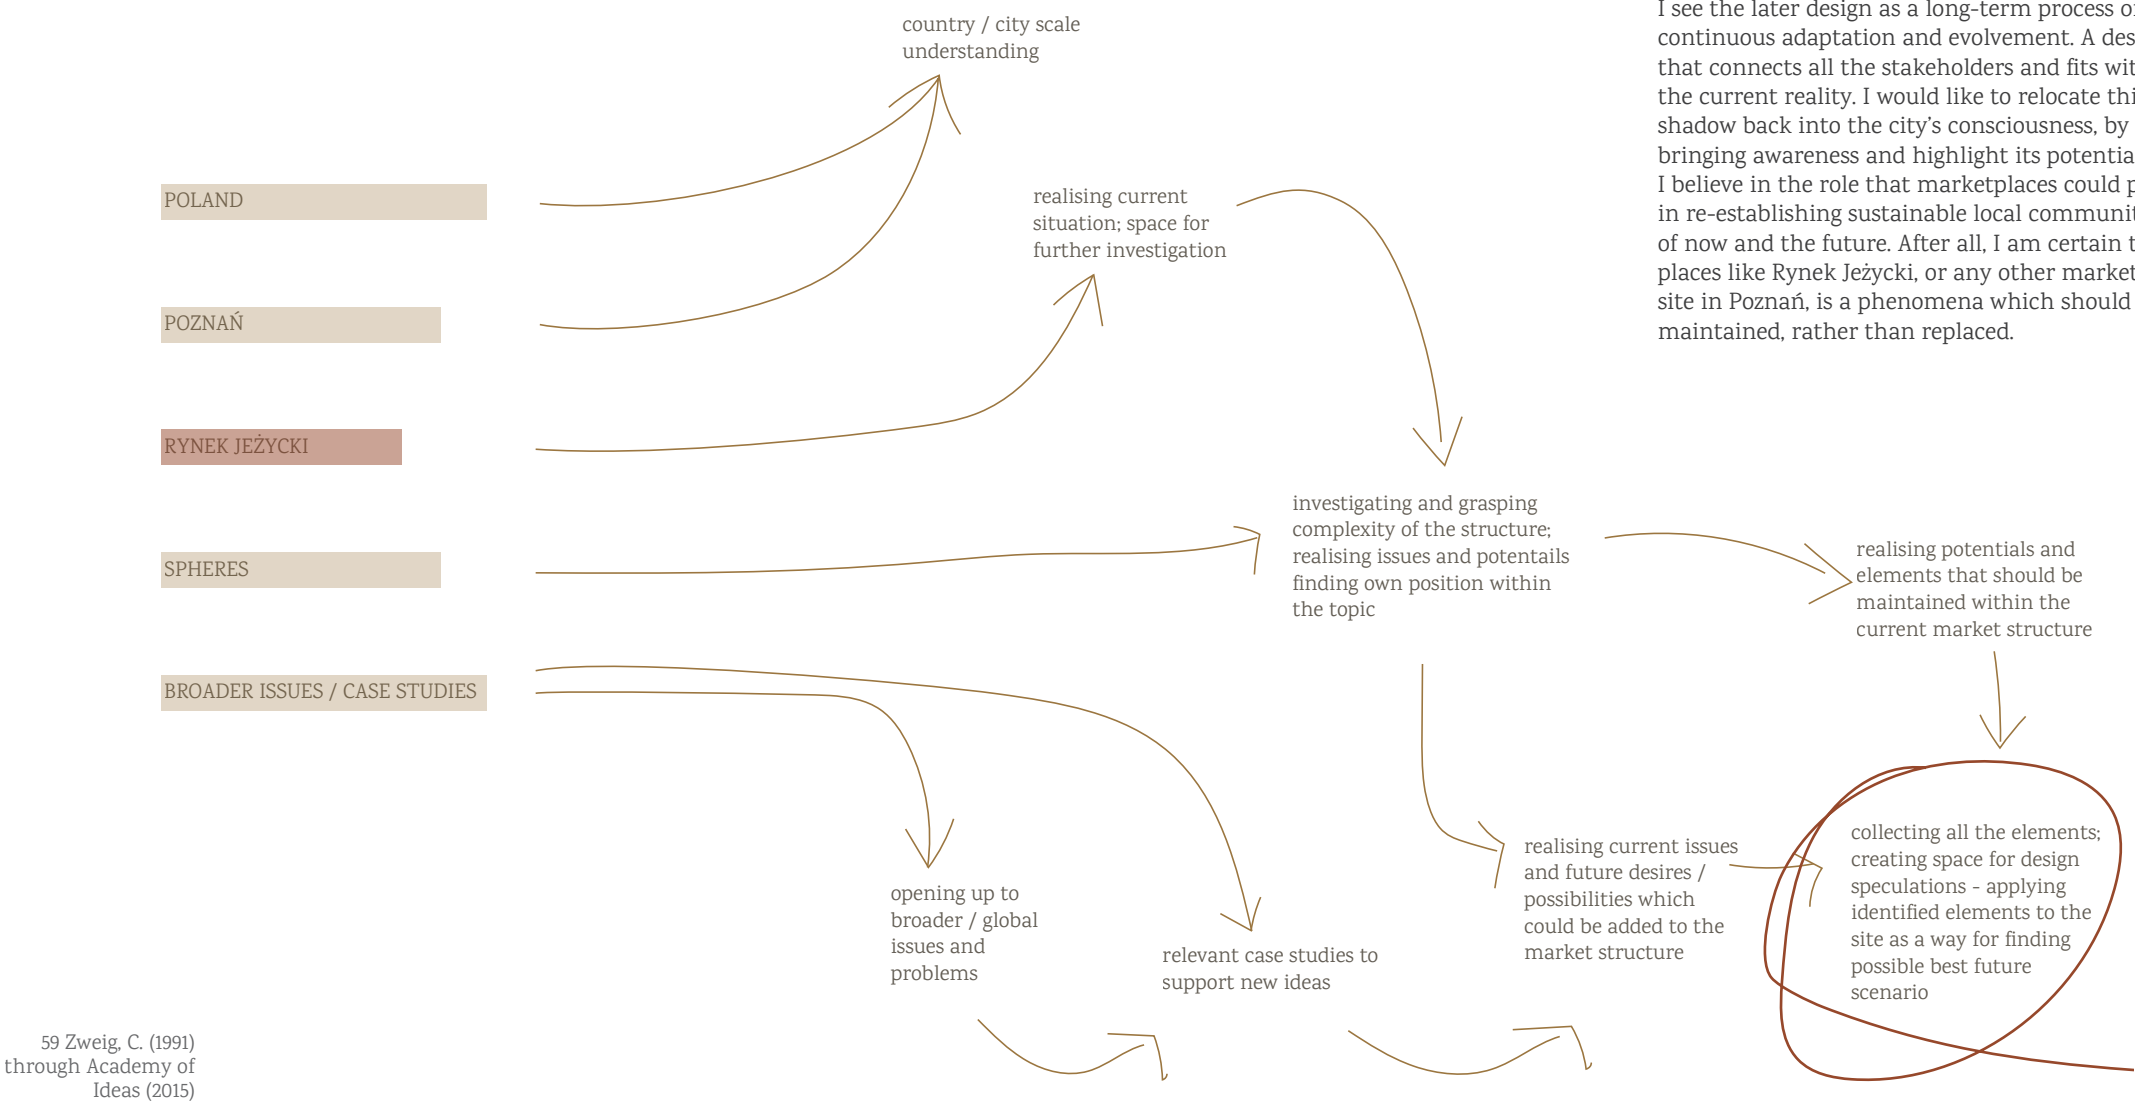 country / city scale
understanding
POLAND
POZNAŃ
RYNEK JEŻYCKI
SPHERES
BROADER ISSUES / CASE STUDIES
realising current
situation; space for
further investigation
investigating and grasping
complexity of the structure;
realising issues and potentails
finding own position within
the topic
realising potentials and
elements that should be
maintained within the
current market structure
opening up to
broader / global
issues and
problems
relevant case studies to
support new ideas
realising current issues
and future desires /
possibilities which
could be added to the
market structure
collecting all the elements;
creating space for design
speculations - applying
identified elements to the
site as a way for finding
possible best future
scenario
I see the later design as a long-term process
continuous adaptation and evolvement. A
that connects all the stakeholders and fits
the current reality. I would like to relocate
shadow back into the city's consciousness, by
bringing awareness and highlight its
I believe in the role that marketplaces could
in re-establishing sustainable local
of now and the future. After all, I am certain
places like Rynek Jeżycki, or any other market
site in Poznań, is a phenomena which should
maintained, rather than replaced.
59 Zweig, C. (1991)
through Academy of
Ideas (2015)